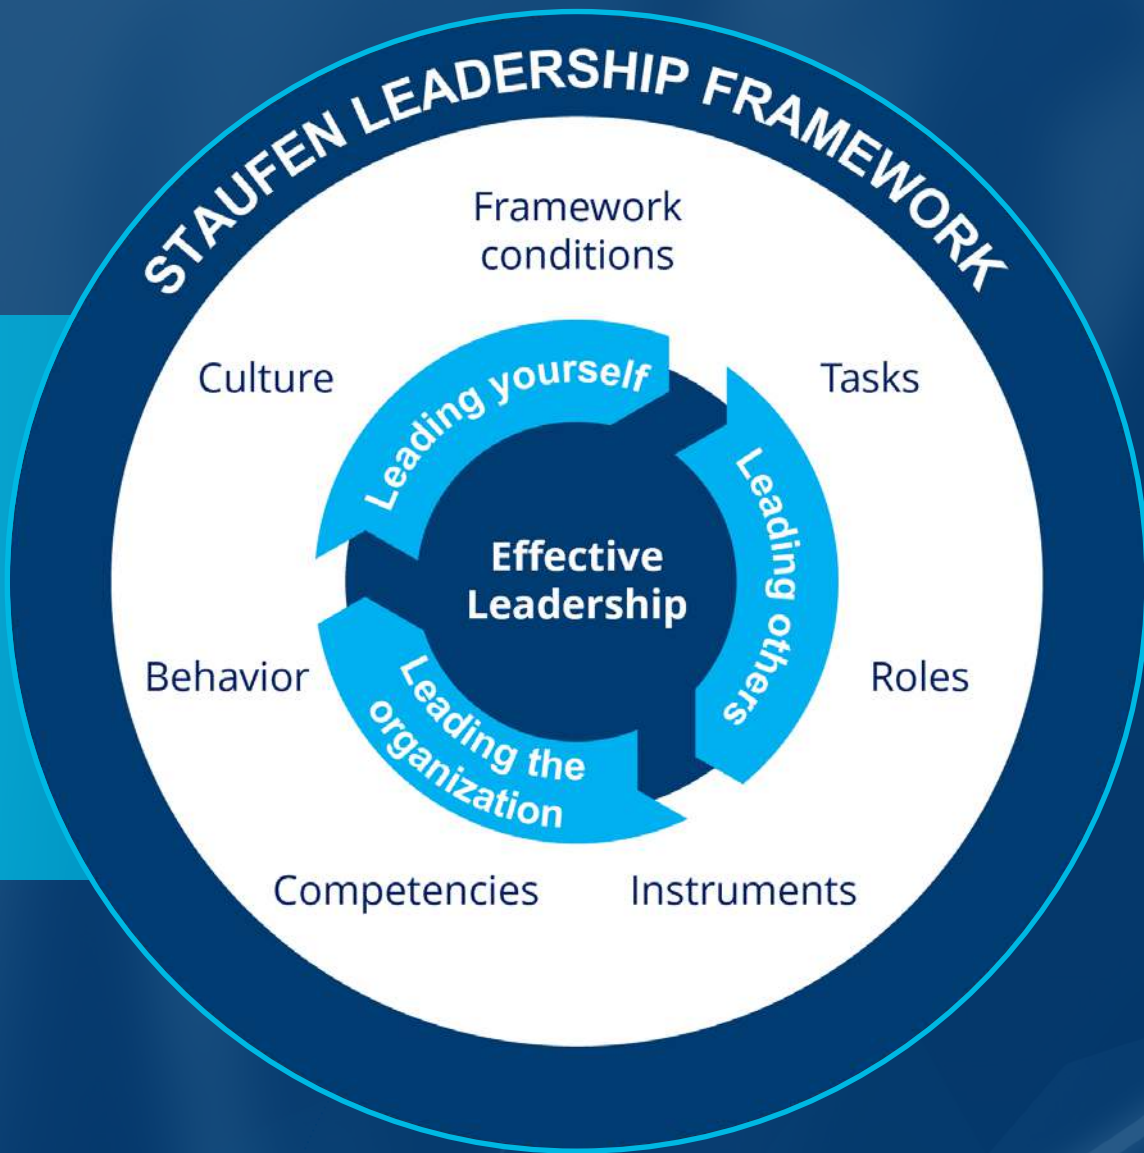 STAUFEN LEADERSHIP FRAMEWORK
Framework
conditions
Culture
Tasks
Leading yourself
Leading others
Effective
Leadership
Behavior
Roles
Leading the
organization
Competencies
Instruments